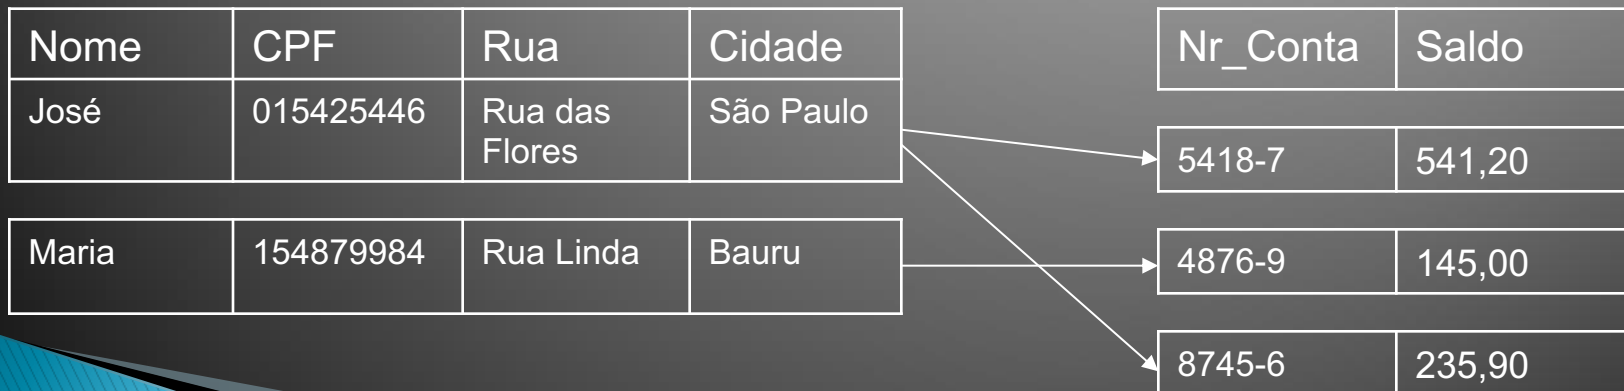 Nome CPF Rua Cidade
José 015425446 Rua das Flores São Paulo
Maria 154879984 Rua Linda Bauru
Nr_Conta Saldo
5418-7 541,20
4876-9 145,00
8745-6 235,90